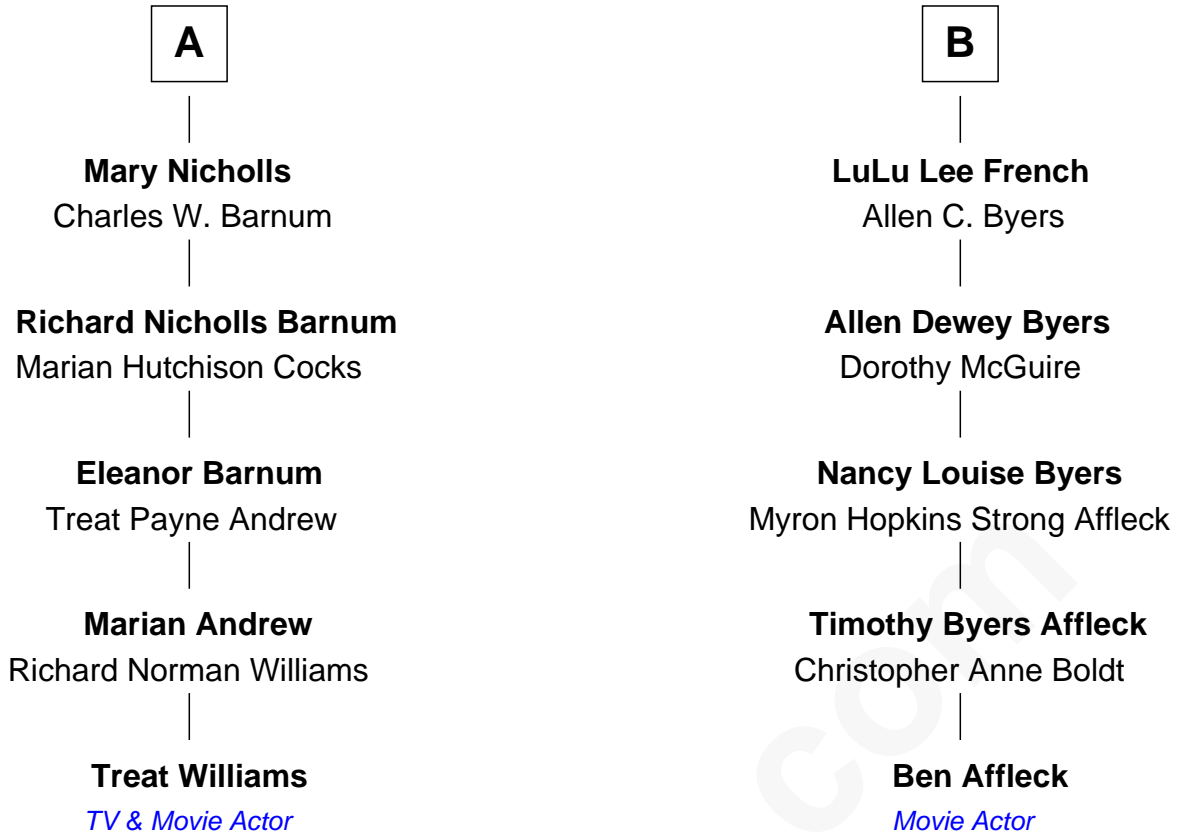 A
Mary Nicholls
Charles W. Barnum
Richard Nicholls Barnum
Marian Hutchison Cocks
Eleanor Barnum
Treat Payne Andrew
Marian Andrew
Richard Norman Williams
Treat Williams
TV & Movie Actor
B
LuLu Lee French
Allen C. Byers
Allen Dewey Byers
Dorothy McGuire
Nancy Louise Byers
Myron Hopkins Strong Affleck
Timothy Byers Affleck
Christopher Anne Boldt
Ben Affleck
Movie Actor
com